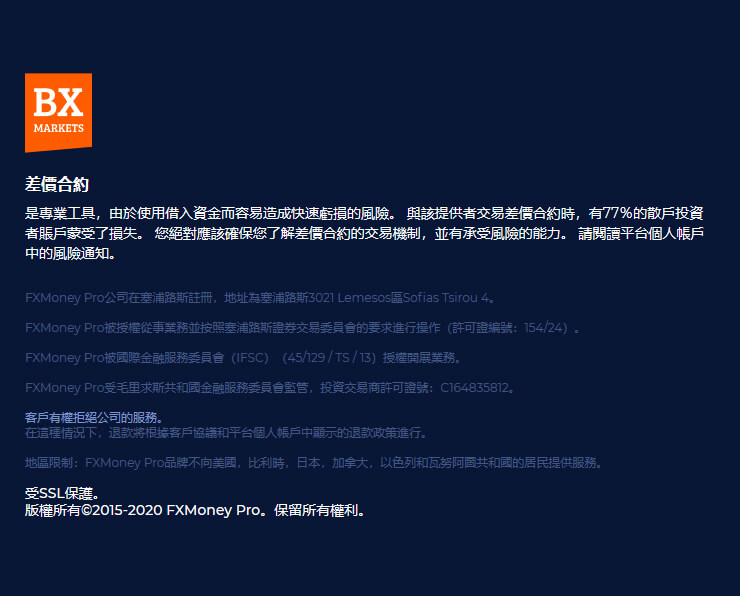 BX
MARKETS
差價合約
是專業工具，由於使用借入資金而容易造成快速虧損的風險。 與該提供者交易差價合約時，有77％的散戶投資
者賬戶蒙受了損失。 您絕對應該確保您了解差價合約的交易機制，並有承受風險的能力。 請閱讀平台個人帳戶
中的風險通知。
FXMoney Pro公司在塞浦路斯註冊，地址為塞浦路斯3021 Lemesos區Sofias Tsirou 4。
FXMoney Pro被授權從事業務並按照塞浦路斯證券交易委員會的要求進行操作（許可證編號：154/24）。
FXMoney Pro被國際金融服務委員會（IFSC）（45/129 / TS / 13）授權開展業務。
FXMoney Pro受毛里求斯共和國金融服務委員會監管，投資交易商許可證號：C164835812。
客戶有權拒絕公司的服務。
在這種情況下，退款將根據客戶協議和平台個人帳戶中顯示的退款政策進行。
地區限制：FXMoney Pro品牌不向美國，比利時，日本，加拿大，以色列和瓦努阿圖共和國的居民提供服務。
受SSL保護。
版權所有©2015-2020 FXMoney Pro。保留所有權利。